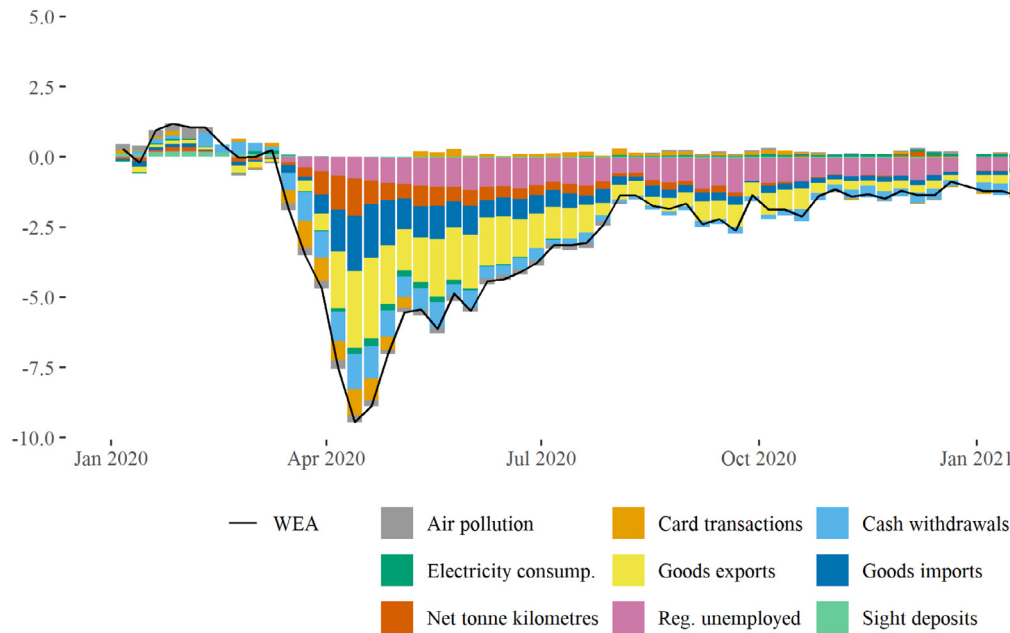 5.0
2.5
0.0
-2.5
-5.0
-7.5
-10.0
Jan 2020 Apr 2020 Jul 2020 Oct 2020 Jan 2021
WEA Air pollution Card transactions Cash withdrawals
Electricity consump. Goods exports Goods imports
Net tonne kilometres Reg. unemployed Sight deposits